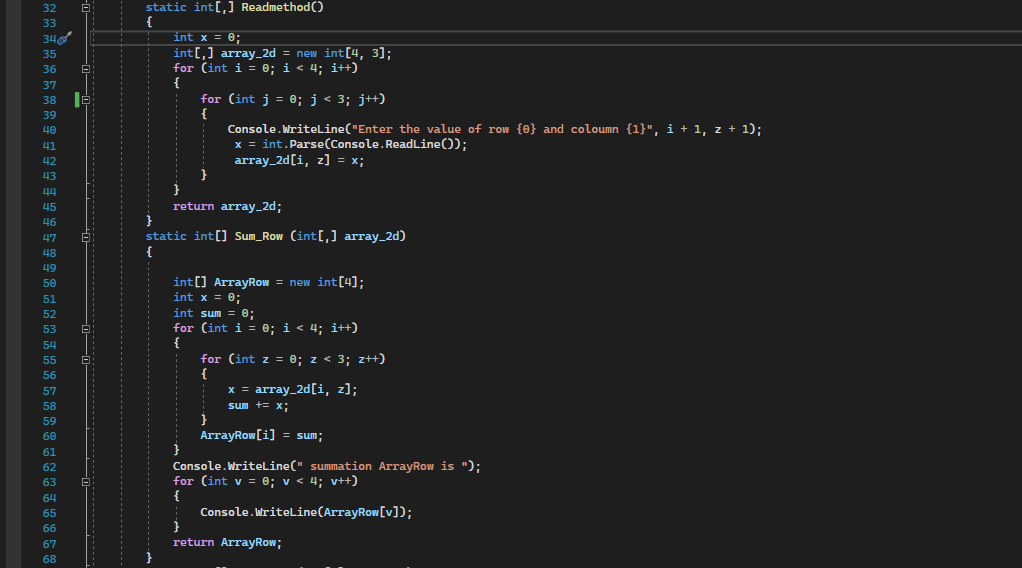 32 static int[,] Readmethod()
33 {
34 int x = 0;
35 int[,] array_2d = new int[4, 3];
36 for (int i = 0; i < 4; i++)
37 {
38 for (int j = 0; j < 3; j++)
39 {
40 Console.WriteLine("Enter the value of row {0} and coloumn {1}", i + 1, z + 1);
41 x = int.Parse(Console.ReadLine());
42 array_2d[i, z] = x;
43 }
44 }
45 return array_2d;
46 }
47 static int[] Sum_Row (int[,] array_2d)
48 {
49
50 int[] ArrayRow = new int[4];
51 int x = 0;
52 int sum = 0;
53 for (int i = 0; i < 4; i++)
54 {
55 for (int z = 0; z < 3; z++)
56 {
57 x = array_2d[i, z];
58 sum += x;
59 }
60 ArrayRow[i] = sum;
61 }
62 Console.WriteLine(" summation ArrayRow is ");
63 for (int v = 0; v < 4; v++)
64 {
65 Console.WriteLine(ArrayRow[v]);
66 }
67 return ArrayRow;
68 }